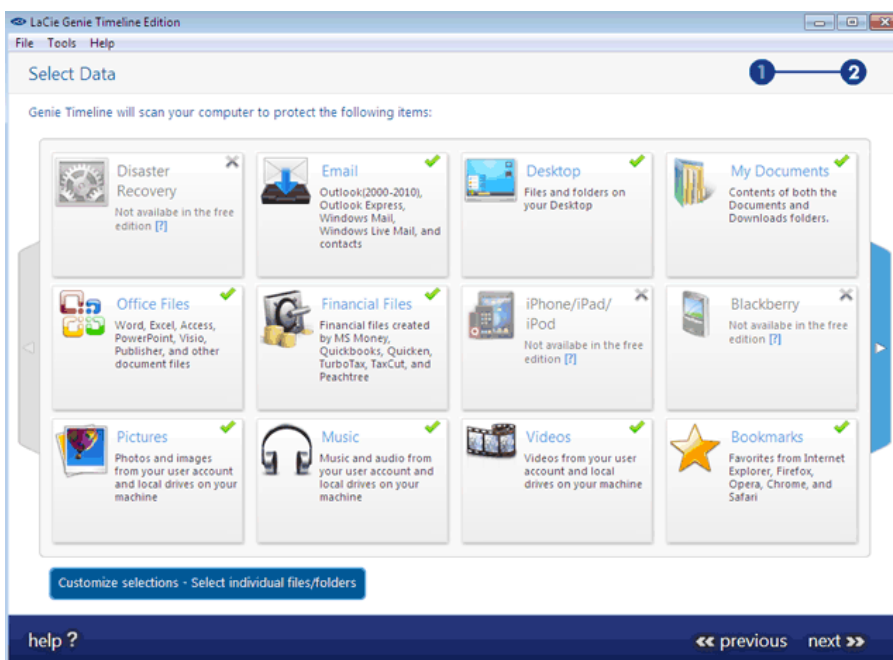 LaCie Genie Timeline Edition
File Tools Help
Select Data
1 2
Genie Timeline will scan your computer to protect the following items:
Disaster
Recovery
Not availabe in the free
edition [?]
Email
Outlook(2000-2010),
Outlook Express,
Windows Mail,
Windows Live Mail, and
contacts
Desktop
Files and folders on
your Desktop
My Documents
Contents of both the
Documents and
Downloads folders.
Office Files
Word, Excel, Access,
PowerPoint, Visio,
Publisher, and other
document files
Financial Files
Financial files created
by MS Money,
Quickbooks, Quicken,
TurboTax, TaxCut, and
Peachtree
iPhone/iPad/
iPod
Not availabe in the free
edition [?]
Blackberry
Not availabe in the free
edition [?]
Pictures
Photos and images
from your user account
and local drives on your
machine
Music
Music and audio from
your user account and
local drives on your
machine
Videos
Videos from your user
account and local
drives on your machine
Bookmarks
Favorites from Internet
Explorer, Firefox,
Opera, Chrome, and
Safari
Customize selections - Select individual files/folders
help ?
<< previous next >>